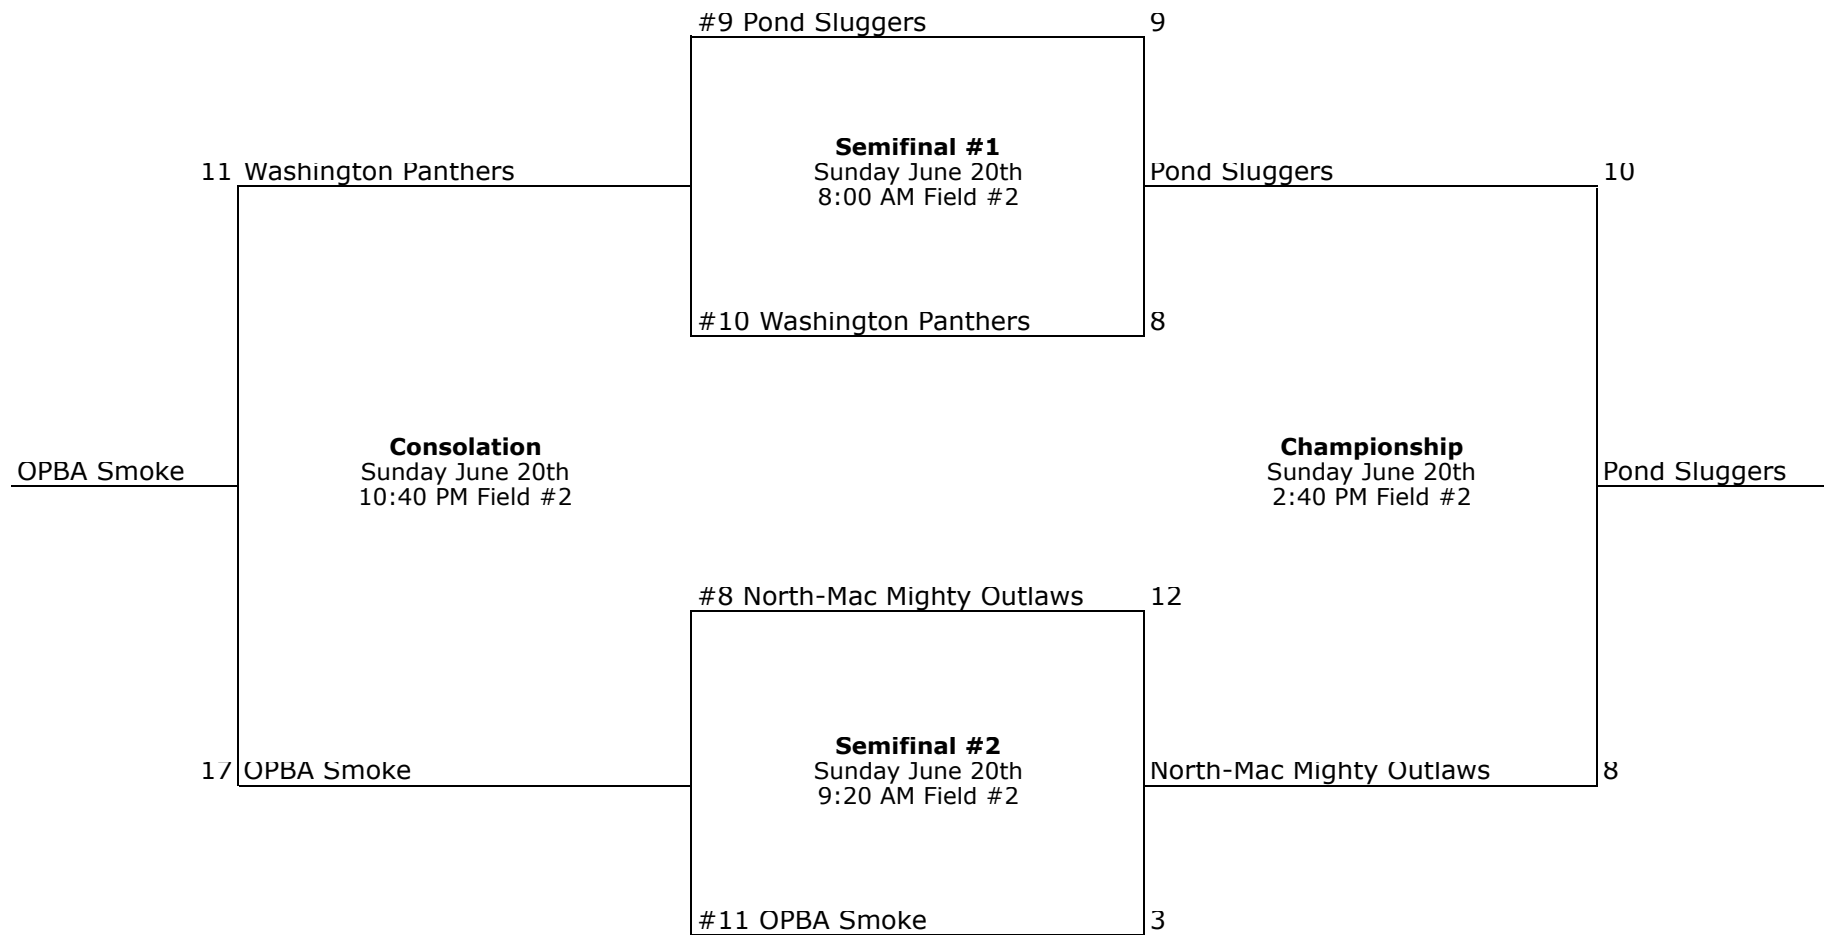 #9 Pond Sluggers 9
Semifinal #1
11 Washington Panthers Sunday June 20th Pond Sluggers 10
8:00 AM Field #2
#10 Washington Panthers 8
Consolation Championship
OPBA Smoke Sunday June 20th Sunday June 20th Pond Sluggers
10:40 PM Field #2 2:40 PM Field #2
#8 North-Mac Mighty Outlaws 12
Semifinal #2
17 OPBA Smoke Sunday June 20th North-Mac Mighty Outlaws 8
9:20 AM Field #2
#11 OPBA Smoke 3